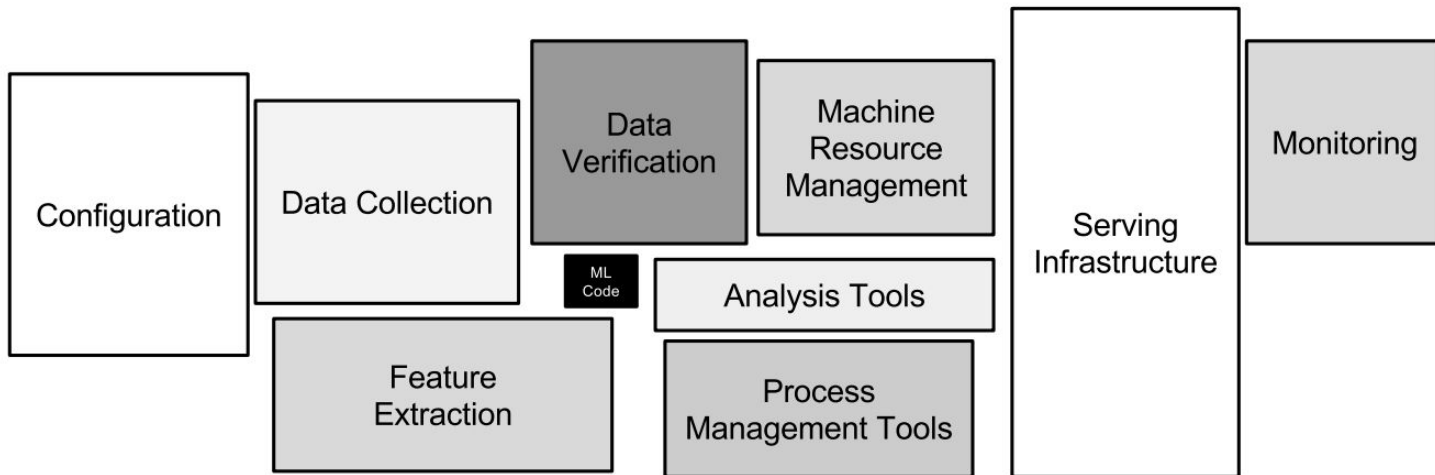 Configuration
Data Collection
Data
Verification
Machine
Resource
Management
Monitoring
Serving
Infrastructure
ML
Code
Analysis Tools
Feature
Extraction
Process
Management Tools